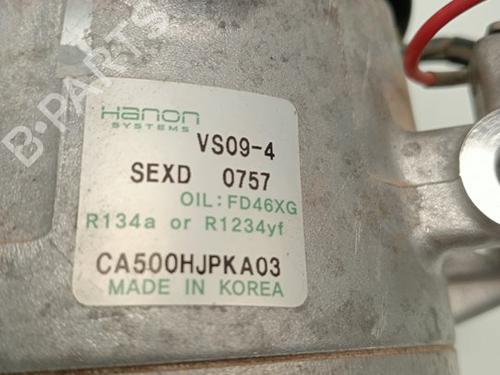 B-PARTS
Hanon
SYSTEMS
VS09-4
SEXD 0757
OIL: FD46XG
R134a or R1234yf
CA500HJPKA03
MADE IN KOREA